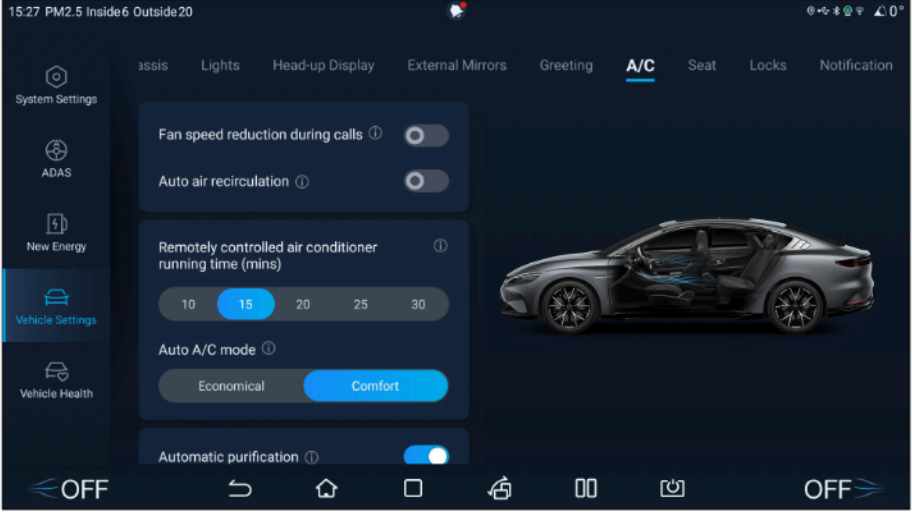 15:27 PM2.5 Inside6 Outside20
0°
assis Lights Head-up Display External Mirrors Greeting A/C Seat Locks Notification
System Settings
ADAS
New Energy
Vehicle Settings
Vehicle Health
Fan speed reduction during calls
Auto air recirculation
Remotely controlled air conditioner
running time (mins)
10 15 20 25 30
Auto A/C mode
Economical Comfort
Automatic purification
OFF OFF